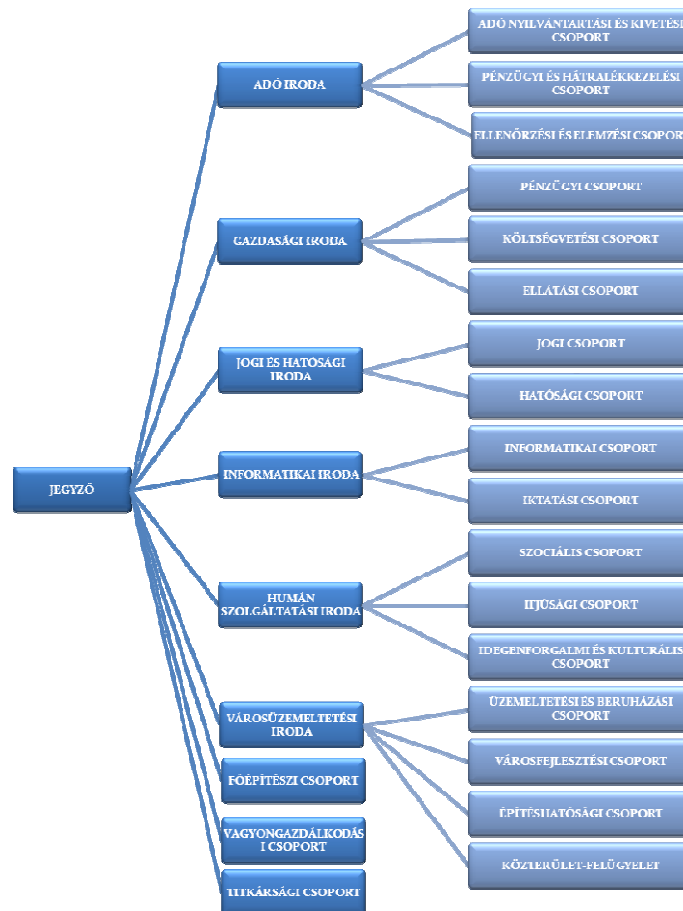 JEGYZŐ
ADÓ IRODA
ADÓ NYILVÁNTARTÁSI ÉS KIVETÉSI
CSOPORT
PÉNZÜGYI ÉS HÁTRALÉKKEZELÉSI
CSOPORT
ELLENŐRZÉSI ÉS ELEMZÉSI CSOPORT
GAZDASÁGI IRODA
PÉNZÜGYI CSOPORT
KÖLTSÉGVETÉSI CSOPORT
ELLÁTÁSI CSOPORT
JOGI ÉS HATÓSÁGI
IRODA
JOGI CSOPORT
HATÓSÁGI CSOPORT
INFORMATIKAI IRODA
INFORMATIKAI CSOPORT
IKTATÁSI CSOPORT
HUMÁN
SZOLGÁLTATÁSI IRODA
SZOCIÁLIS CSOPORT
IFJÚSÁGI CSOPORT
IDEGENFORGALMI ÉS KULTURÁLIS
CSOPORT
VÁROSÜZEMELTETÉSI
IRODA
ÜZEMELTETÉSI ÉS BERUHÁZÁSI
CSOPORT
VÁROSFEJLESZTÉSI CSOPORT
ÉPÍTÉSHATÓSÁGI CSOPORT
KÖZTERÜLET-FELÜGYELET
FŐÉPÍTÉSZI CSOPORT
VAGYONGAZDÁLKODÁS
I CSOPORT
TITKÁRSÁGI CSOPORT